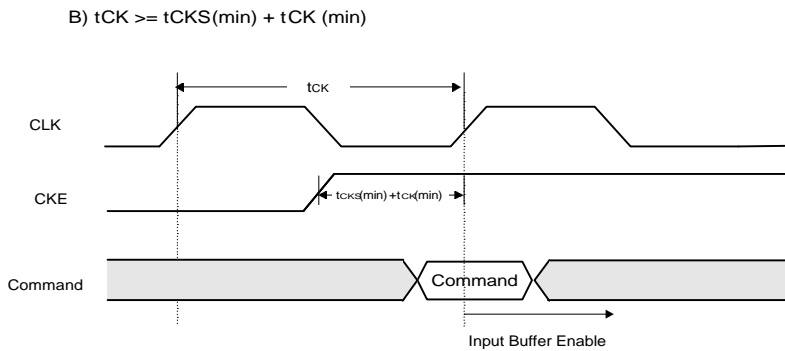 B) tCK >= tCKS(min) + tCK (min)
tCK
CLK
CKE
tCKS(min)+tCK(min)
Command
Command
Input Buffer Enable